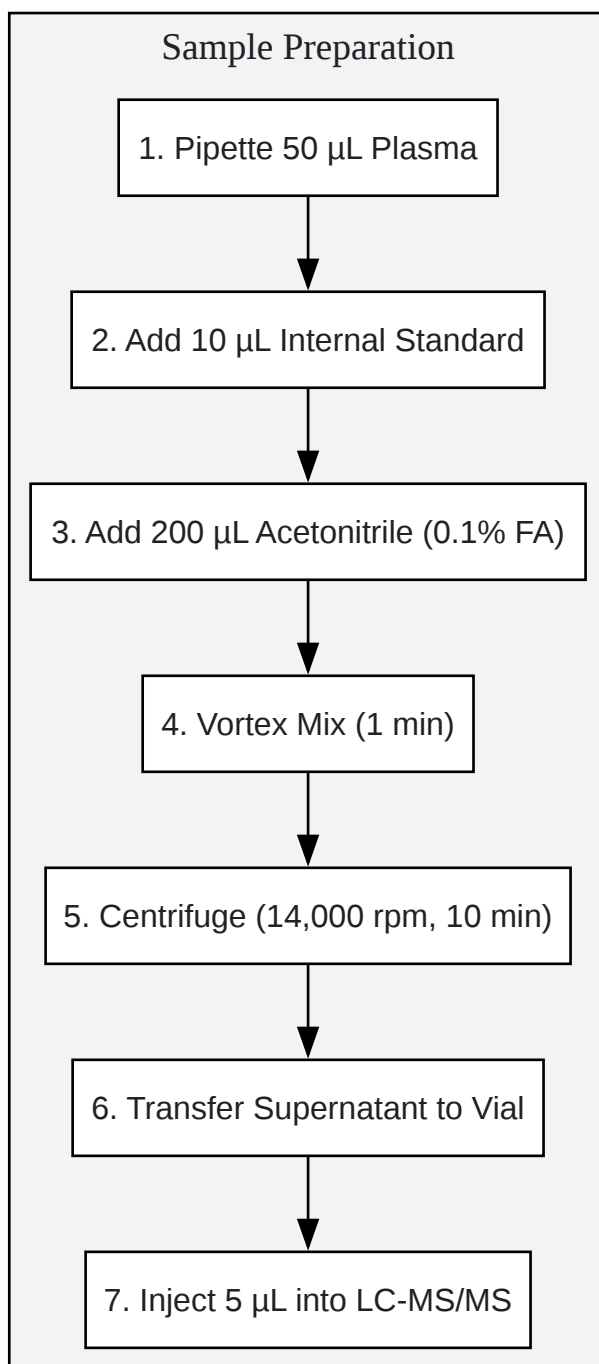 Sample Preparation
1. Pipette 50 µL Plasma
2. Add 10 µL Internal Standard
3. Add 200 µL Acetonitrile (0.1% FA)
4. Vortex Mix (1 min)
5. Centrifuge (14,000 rpm, 10 min)
6. Transfer Supernatant to Vial
7. Inject 5 µL into LC-MS/MS